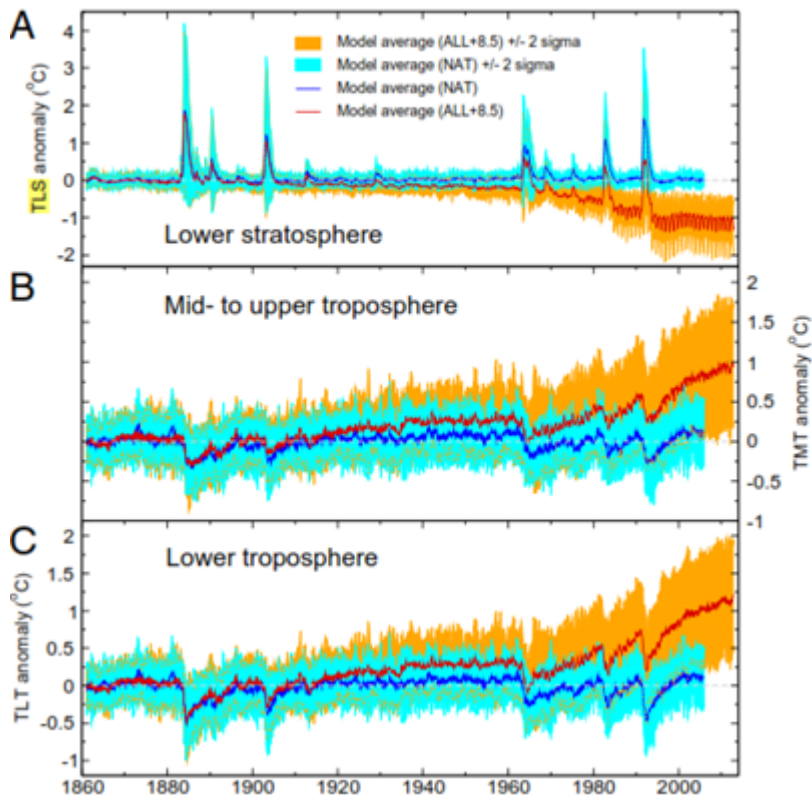 A
4
3
2
1
0
-1
-2
TLS anomaly (°C)
Model average (ALL+8.5) +/- 2 sigma
Model average (NAT) +/- 2 sigma
Model average (NAT)
Model average (ALL+8.5)
Lower stratosphere
B
Mid- to upper troposphere
2
1.5
1
0.5
0
-0.5
-1
TMT anomaly (°C)
C
Lower troposphere
2
1.5
1
0.5
0
-0.5
-1
TLT anomaly (°C)
1860 1880 1900 1920 1940 1960 1980 2000